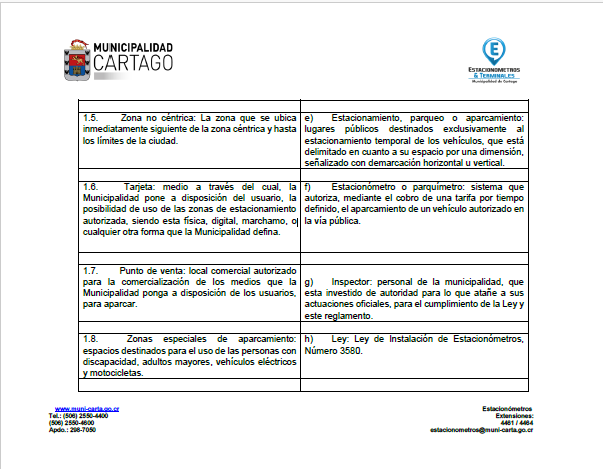 MUNICIPALIDAD
CARTAGO
ESTACIONÓMETROS
& TERMINALES
Municipalidad de Cartago
1.5. Zona no céntrica: La zona que se ubica
inmediatamente siguiente de la zona céntrica y hasta
los límites de la ciudad.
e) Estacionamiento, parqueo o aparcamiento:
lugares públicos destinados exclusivamente al
estacionamiento temporal de los vehículos, que está
delimitado en cuanto a su espacio por una dimensión,
señalizado con demarcación horizontal u vertical.
1.6. Tarjeta: medio a través del cual, la
Municipalidad pone a disposición del usuario, la
posibilidad de uso de las zonas de estacionamiento
autorizada, siendo esta física, digital, marchamo, o
cualquier otra forma que la Municipalidad defina.
f) Estacionómetro o parquímetro: sistema que
autoriza, mediante el cobro de una tarifa por tiempo
definido, el aparcamiento de un vehículo autorizado en
la vía pública.
1.7. Punto de venta: local comercial autorizado
para la comercialización de los medios que la
Municipalidad ponga a disposición de los usuarios,
para aparcar.
g) Inspector: personal de la municipalidad, que
esta investido de autoridad para lo que atañe a sus
actuaciones oficiales, para el cumplimiento de la Ley y
este reglamento.
1.8. Zonas especiales de aparcamiento:
espacios destinados para el uso de las personas con
discapacidad, adultos mayores, vehículos eléctricos
y motocicletas.
h) Ley: Ley de Instalación de Estacionómetros,
Número 3580.
www.muni-carta.go.cr
Tel.: (506) 2550-4400
(506) 2550-4600
Apdo.: 298-7050
Estacionómetros
Extensiones:
4461 / 4464
estacionometros@muni-carta.go.cr